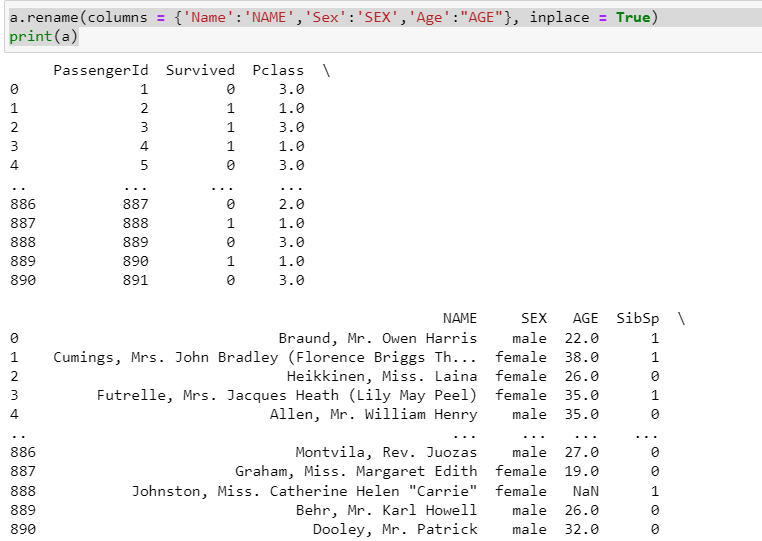 a.rename(columns = {'Name':'NAME','Sex':'SEX','Age':"AGE"}, inplace = True)
print(a)
PassengerId Survived Pclass \
0 1 0 3.0
1 2 1 1.0
2 3 1 3.0
3 4 1 1.0
4 5 0 3.0
.. ... ... ...
886 887 0 2.0
887 888 1 1.0
888 889 0 3.0
889 890 1 1.0
890 891 0 3.0
NAME SEX AGE SibSp \
0 Braund, Mr. Owen Harris male 22.0 1
1 Cumings, Mrs. John Bradley (Florence Briggs Th... female 38.0 1
2 Heikkinen, Miss. Laina female 26.0 0
3 Futrelle, Mrs. Jacques Heath (Lily May Peel) female 35.0 1
4 Allen, Mr. William Henry male 35.0 0
.. ... ... ... ...
886 Montvila, Rev. Juozas male 27.0 0
887 Graham, Miss. Margaret Edith female 19.0 0
888 Johnston, Miss. Catherine Helen "Carrie" female NaN 1
889 Behr, Mr. Karl Howell male 26.0 0
890 Dooley, Mr. Patrick male 32.0 0